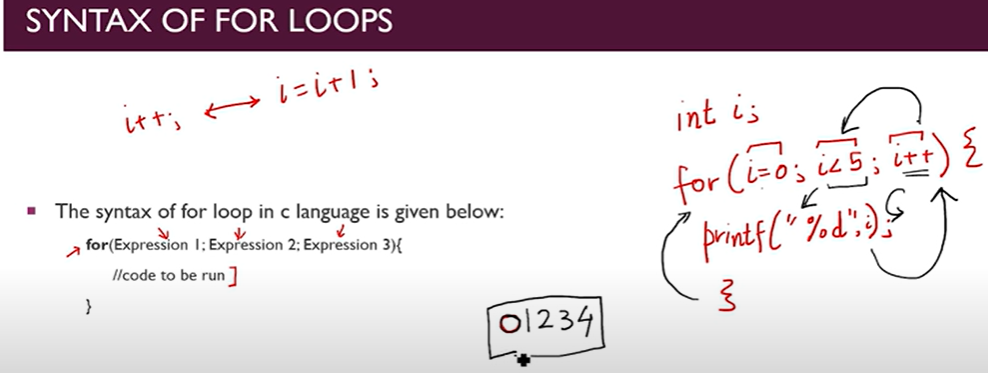 SYNTAX OF FOR LOOPS
i++; ↔ i=i+1;
int i;
for(i=0; i<5; i++) {
printf("%d",i);
}
▪ The syntax of for loop in c language is given below:
for(Expression 1; Expression 2; Expression 3){
//code to be run ]
}
01234